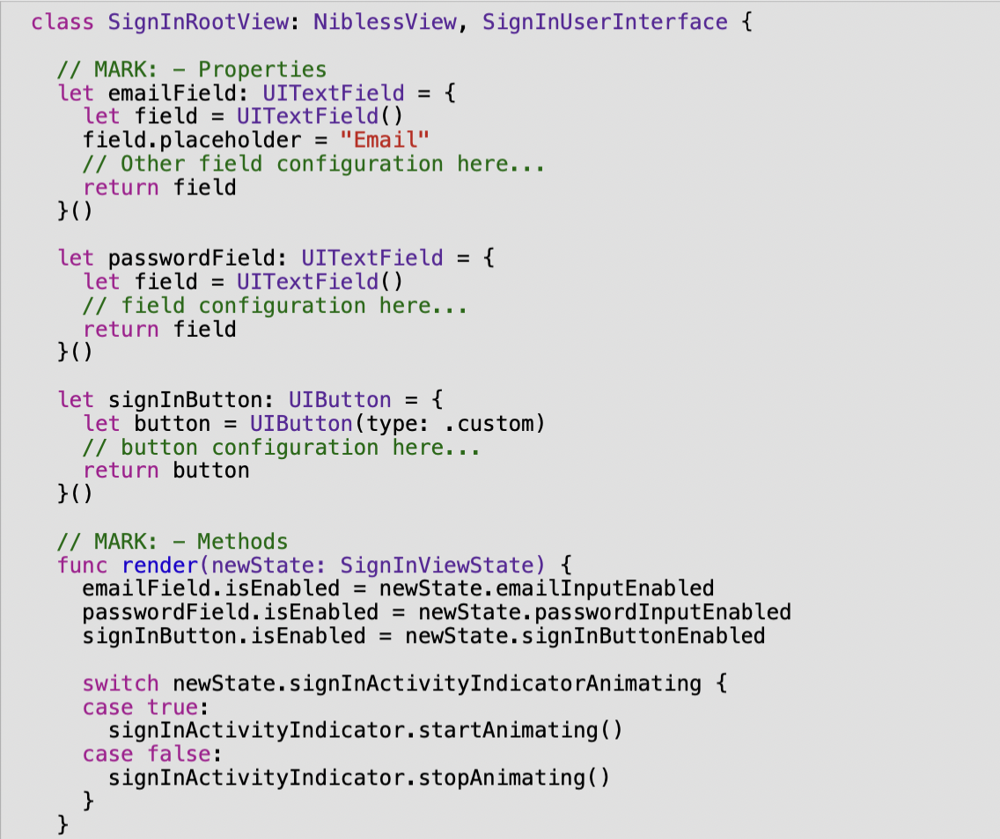 class SignInRootView: NiblessView, SignInUserInterface {

  // MARK: – Properties
  let emailField: UITextField = {
    let field = UITextField()
    field.placeholder = "Email"
    // Other field configuration here...
    return field
  }()

  let passwordField: UITextField = {
    let field = UITextField()
    // field configuration here...
    return field
  }()

  let signInButton: UIButton = {
    let button = UIButton(type: .custom)
    // button configuration here...
    return button
  }()

  // MARK: – Methods
  func render(newState: SignInViewState) {
    emailField.isEnabled = newState.emailInputEnabled
    passwordField.isEnabled = newState.passwordInputEnabled
    signInButton.isEnabled = newState.signInButtonEnabled

    switch newState.signInActivityIndicatorAnimating {
    case true:
      signInActivityIndicator.startAnimating()
    case false:
      signInActivityIndicator.stopAnimating()
    }
  }